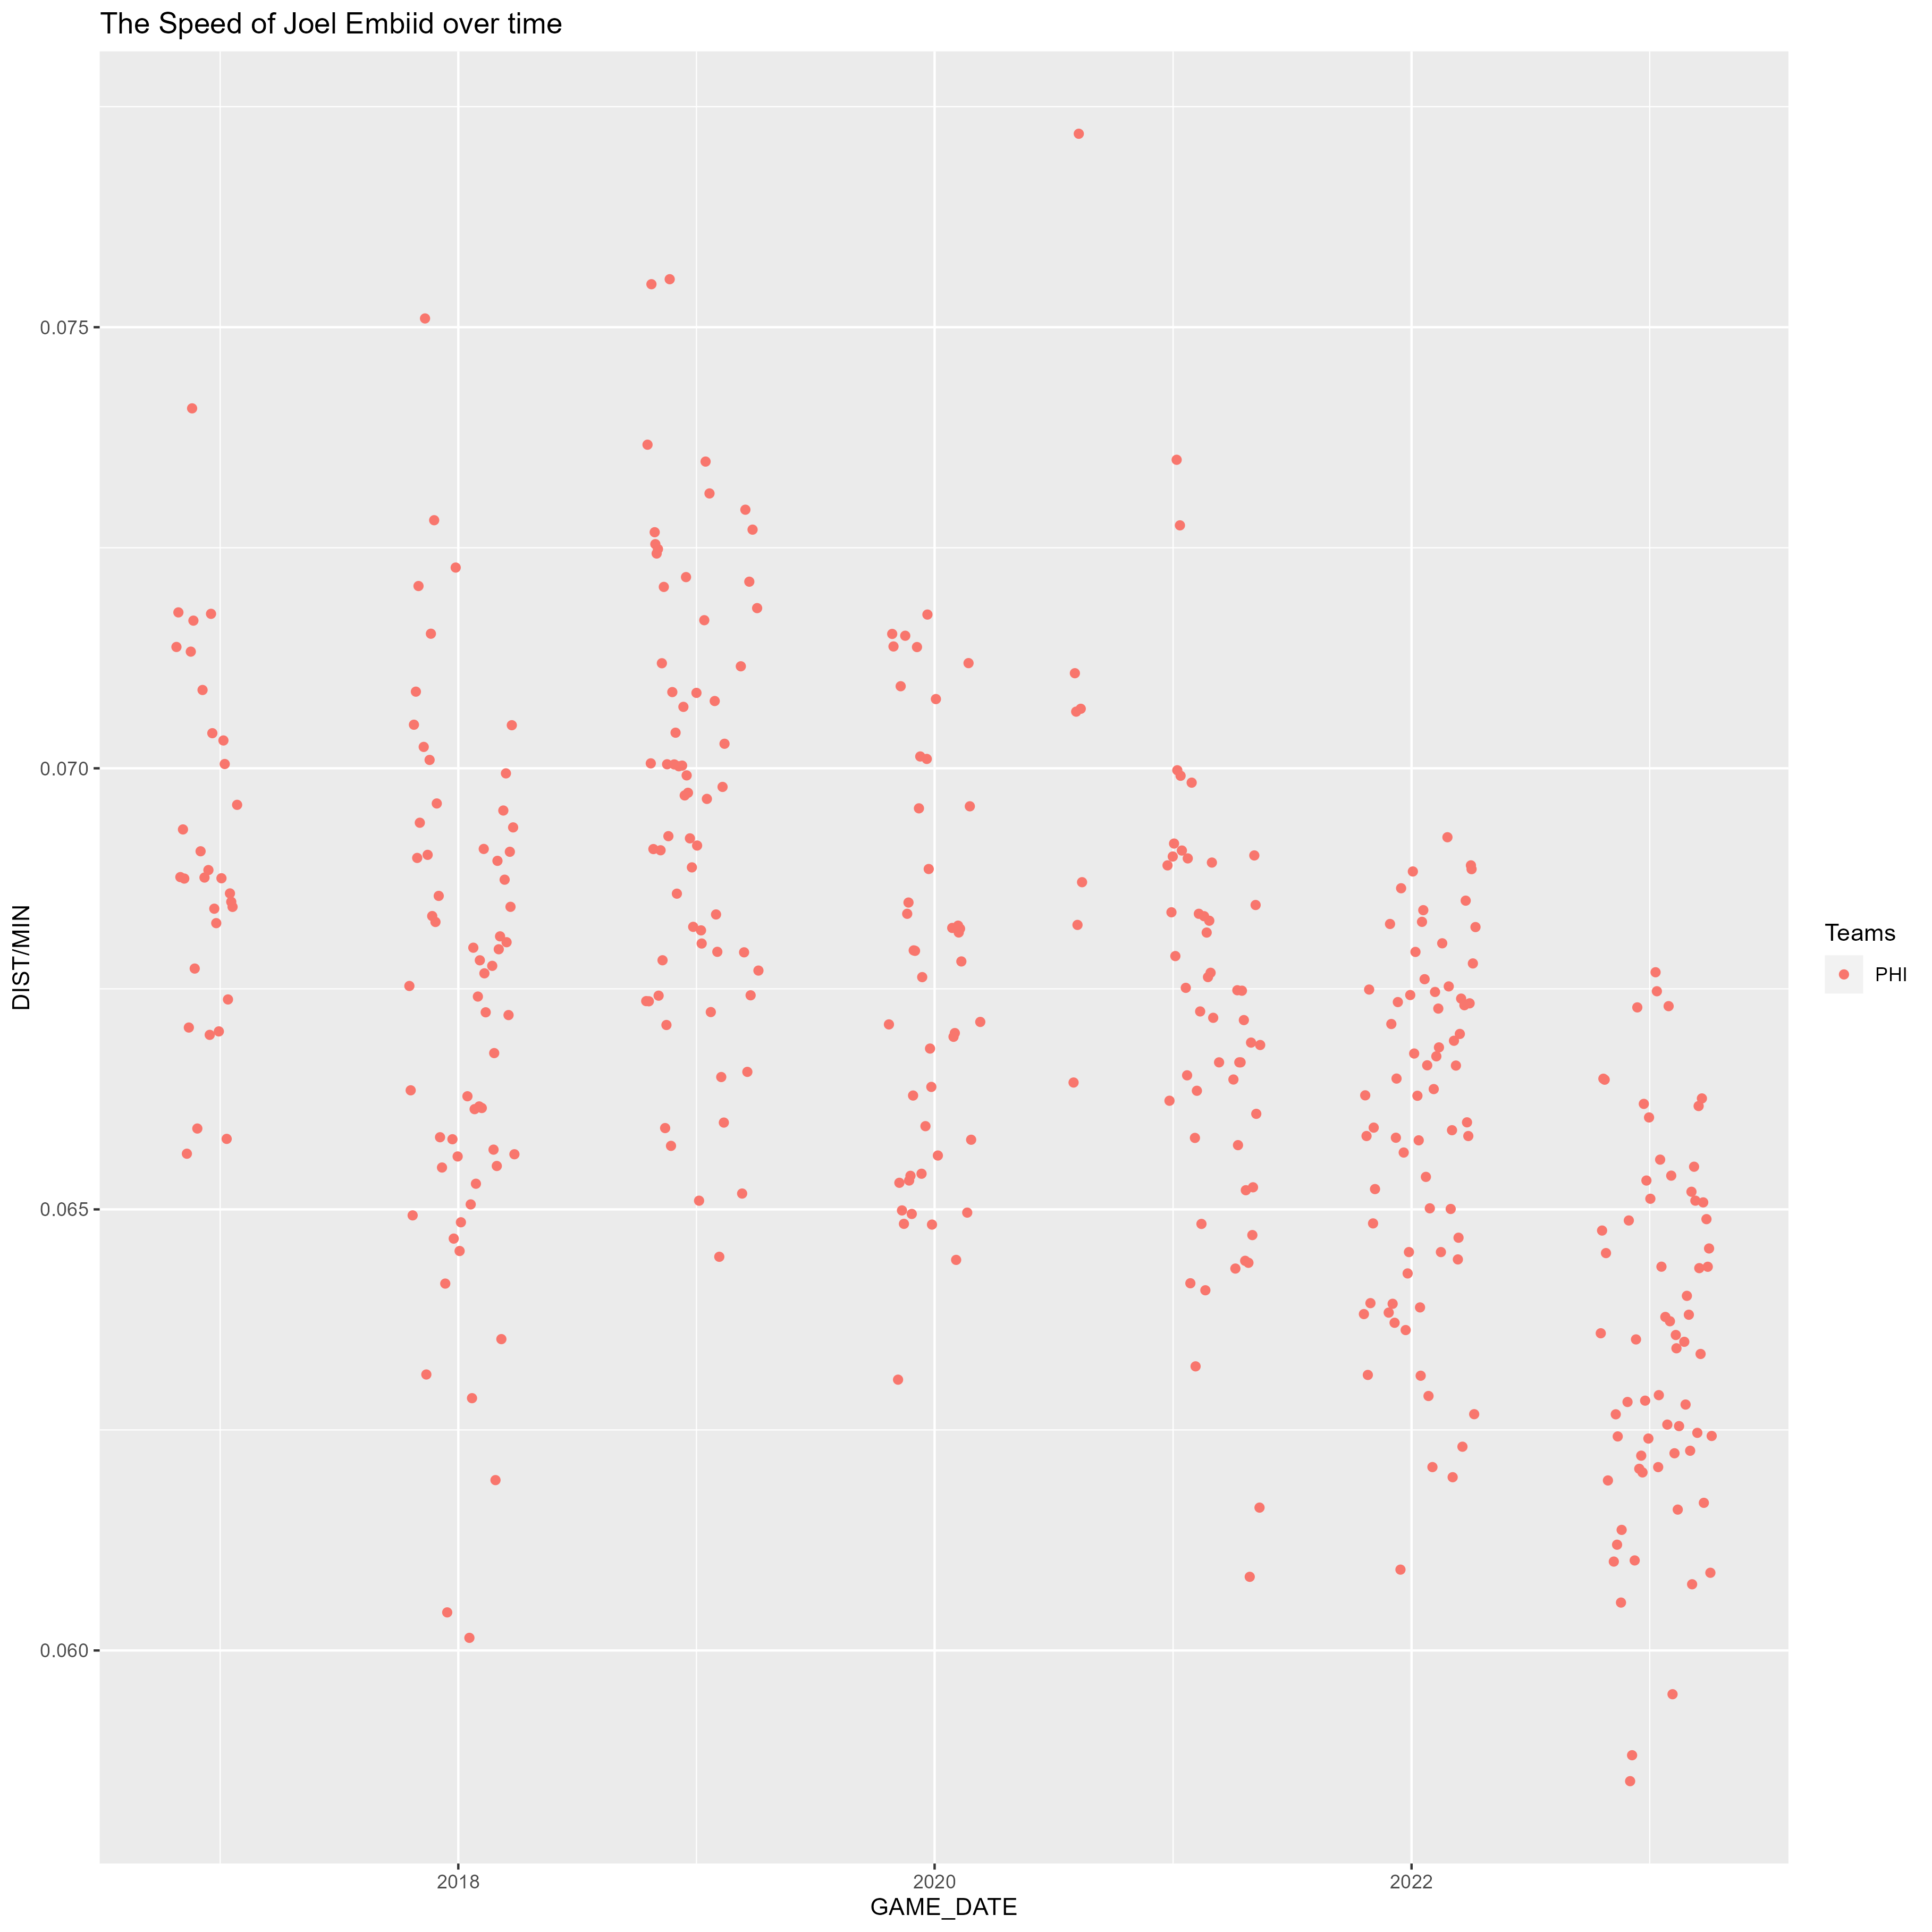 The Speed of Joel Embiid over time
DIST/MIN
0.075
0.070
0.065
0.060
2018
2020
2022
GAME_DATE
Teams
PHI